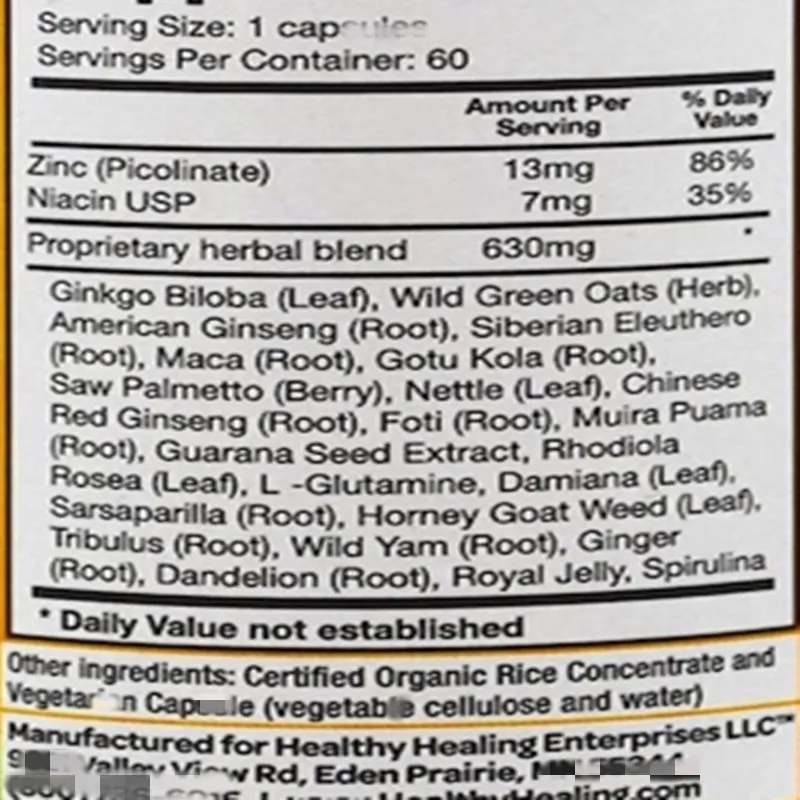 Serving Size: 1 capsules
Servings Per Container: 60
Amount Per Serving % Daily Value
Zinc (Picolinate) 13mg 86%
Niacin USP 7mg 35%
Proprietary herbal blend 630mg *
Ginkgo Biloba (Leaf), Wild Green Oats (Herb),
American Ginseng (Root), Siberian Eleuthero
(Root), Maca (Root), Gotu Kola (Root),
Saw Palmetto (Berry), Nettle (Leaf), Chinese
Red Ginseng (Root), Foti (Root), Muira Puama
(Root), Guarana Seed Extract, Rhodiola
Rosea (Leaf), L -Glutamine, Damiana (Leaf),
Sarsaparilla (Root), Horney Goat Weed (Leaf),
Tribulus (Root), Wild Yam (Root), Ginger
(Root), Dandelion (Root), Royal Jelly, Spirulina
* Daily Value not established
Other ingredients: Certified Organic Rice Concentrate and
(vegetable cellulose and water)
Manufactured for Healthy Healing Enterprises LLC™
Valley View Rd, Eden Prairie,
HealthyHealing.com